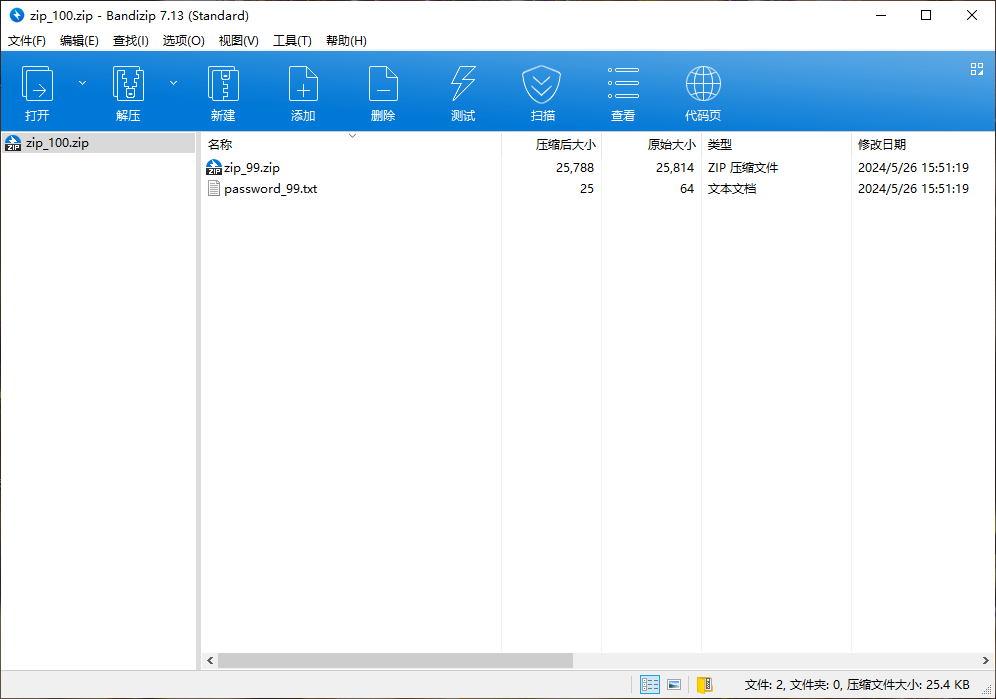 zip_100.zip - Bandizip 7.13 (Standard)
文件(F) 编辑(E) 查找(I) 选项(O) 视图(V) 工具(T) 帮助(H)
打开 解压 新建 添加 删除 测试 扫描 查看 代码页
zip_100.zip
名称 压缩后大小 原始大小 类型 修改日期
zip_99.zip 25,788 25,814 ZIP 压缩文件 2024/5/26 15:51:19
password_99.txt 25 64 文本文档 2024/5/26 15:51:19
文件: 2, 文件夹: 0, 压缩文件大小: 25.4 KB